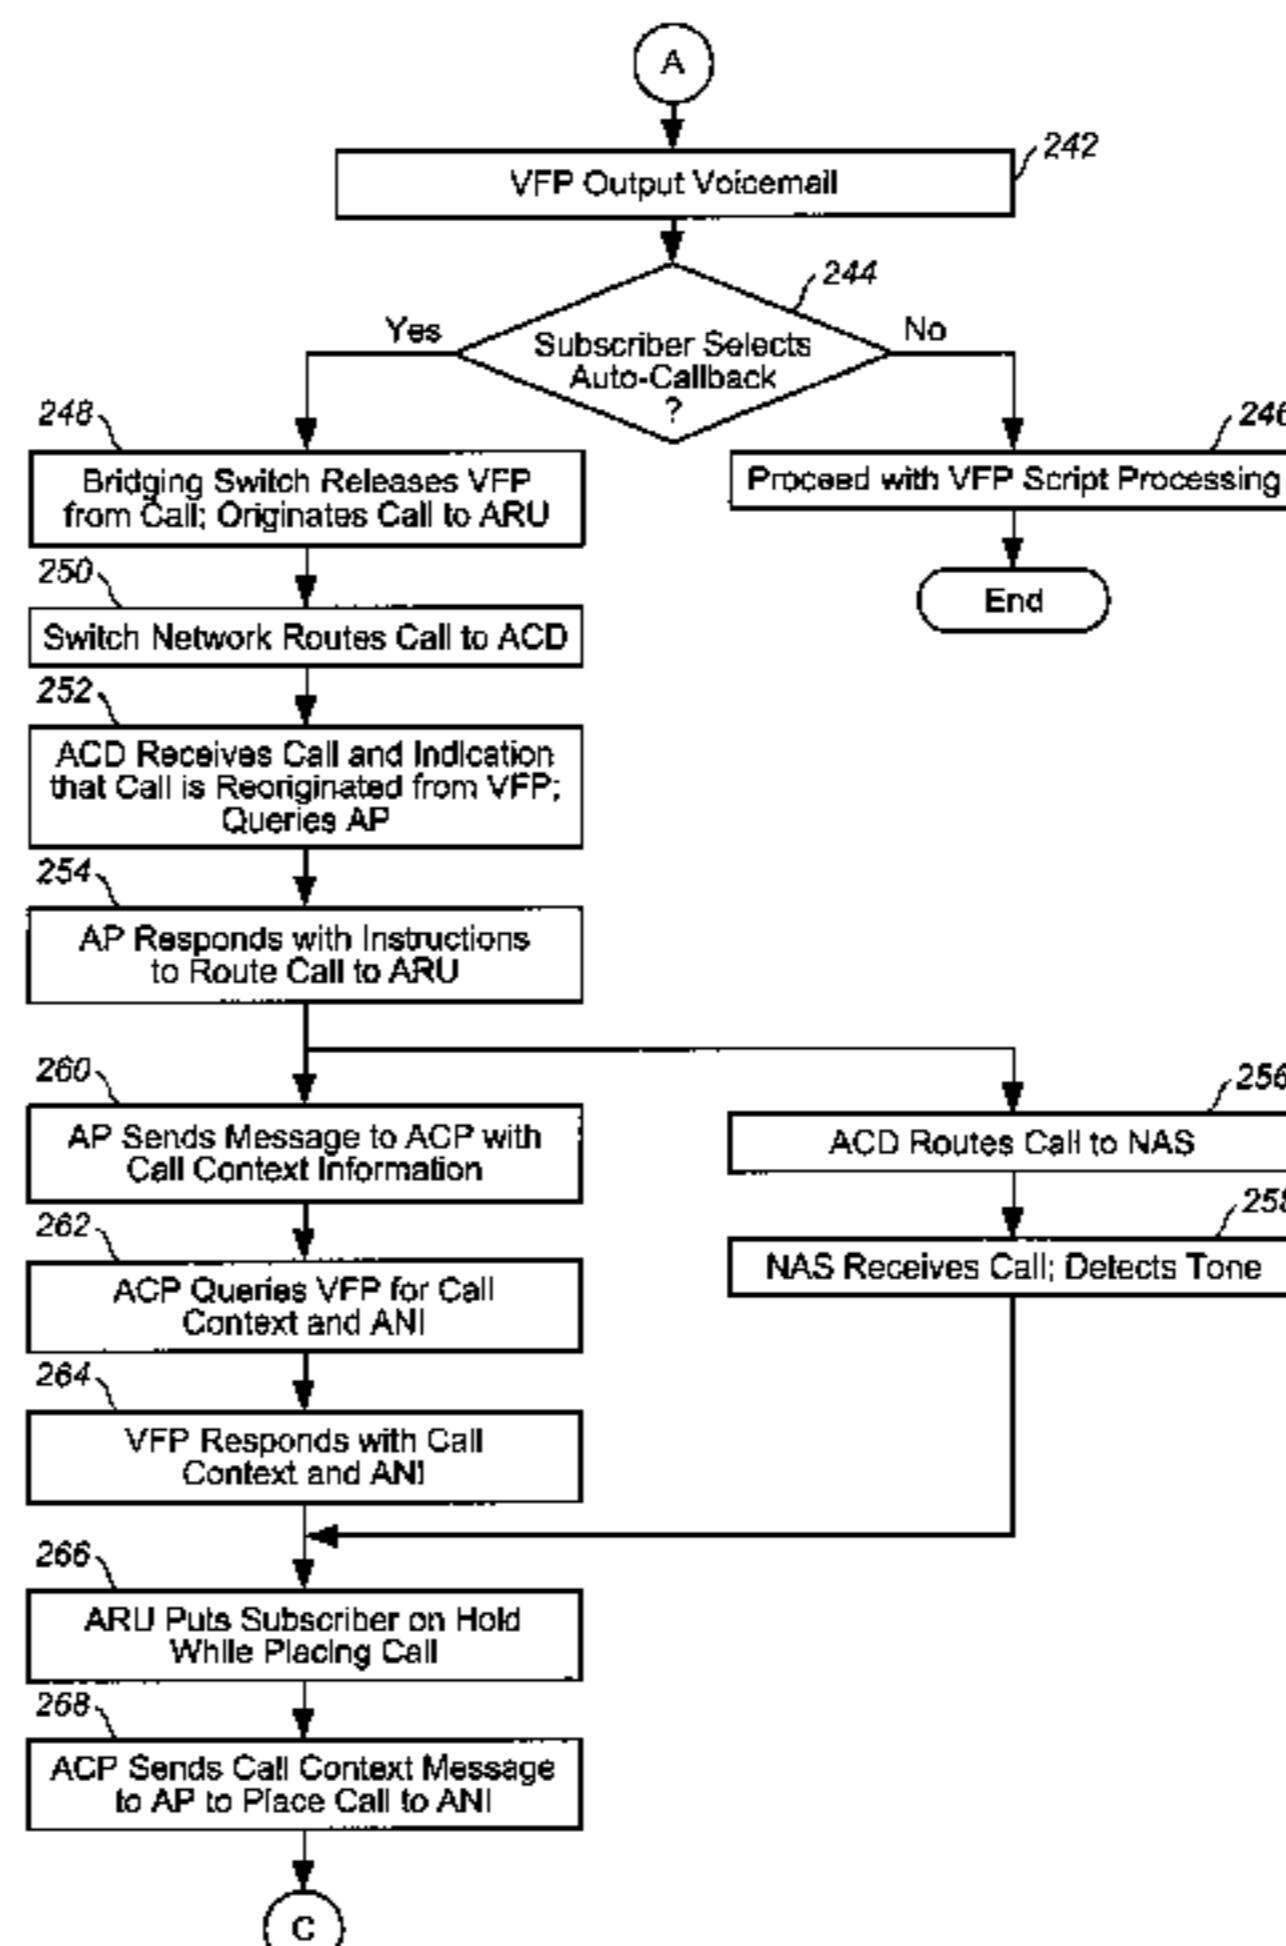 A
242
VFP Output Voicemail
244
Yes
No
Subscriber Selects
Auto-Callback
?
248
Bridging Switch Releases VFP
from Call; Originates Call to ARU
246
Proceed with VFP Script Processing
End
250
Switch Network Routes Call to ACD
252
ACD Receives Call and Indication
that Call is Reoriginated from VFP;
Queries AP
254
AP Responds with Instructions
to Route Call to ARU
260
AP Sends Message to ACP with
Call Context Information
256
ACD Routes Call to NAS
258
NAS Receives Call; Detects Tone
262
ACP Queries VFP for Call
Context and ANI
264
VFP Responds with Call
Context and ANI
266
ARU Puts Subscriber on Hold
While Placing Call
268
ACP Sends Call Context Message
to AP to Place Call to ANI
C